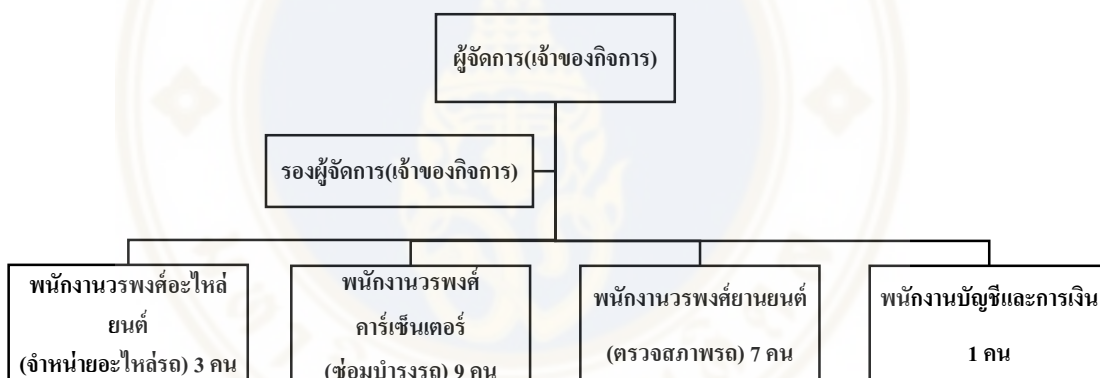 ผู้จัดการ(เจ้าของกิจการ)
รองผู้จัดการ(เจ้าของกิจการ)
พนักงานวรพงศ์อะไหล่
ยนต์
(จำหน่ายอะไหล่รถ) 3 คน
พนักงานวรพงศ์
คาร์เซ็นเตอร์
(ซ่อมบำรุงรถ) 9 คน
พนักงานวรพงศ์ยานยนต์
(ตรวจสภาพรถ) 7 คน
พนักงานบัญชีและการเงิน
1 คน